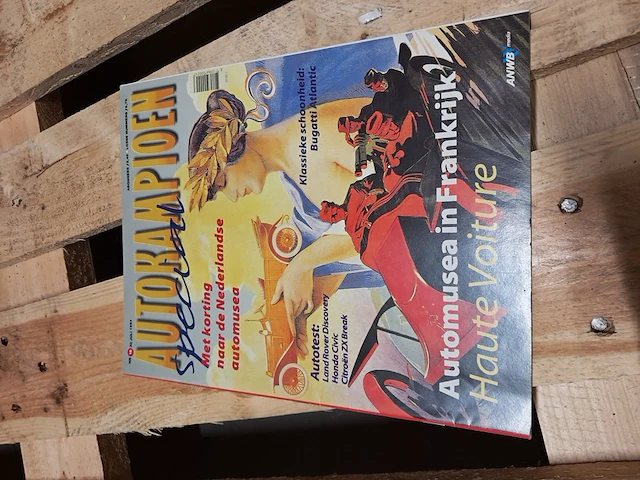 AUTOKAMPIOEN
special
Met korting
naar de Nederlandse
automusea
Klassieke schoonheid:
Bugatti Atlantic
Autotest:
Land Rover Discovery
Honda Civic
Citroën ZX Break
Automusea in Frankrijk
Haute Voiture
ANWB media